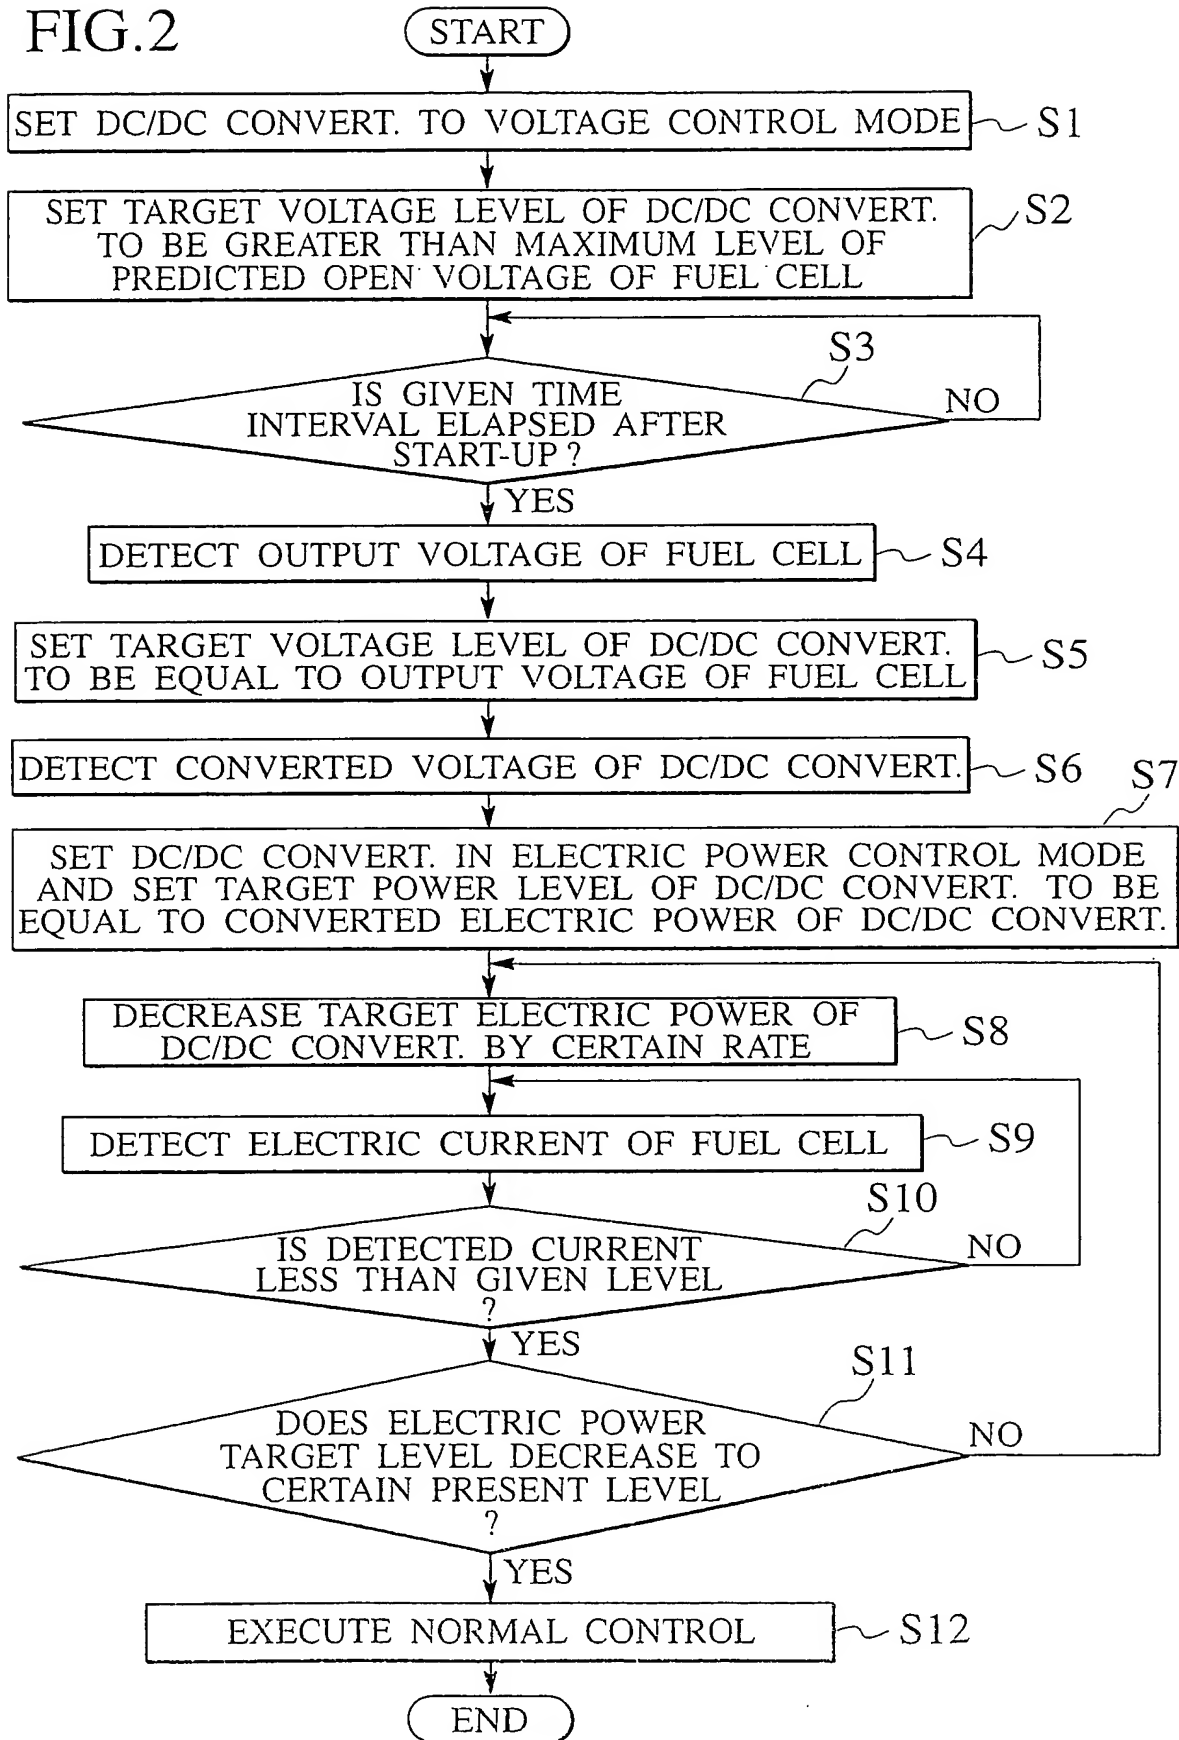 FIG.2
START
SET DC/DC CONVERT. TO VOLTAGE CONTROL MODE
S1
SET TARGET VOLTAGE LEVEL OF DC/DC CONVERT.
TO BE GREATER THAN MAXIMUM LEVEL OF
PREDICTED OPEN VOLTAGE OF FUEL CELL
S2
S3
IS GIVEN TIME
INTERVAL ELAPSED AFTER
START-UP?
NO
YES
DETECT OUTPUT VOLTAGE OF FUEL CELL
S4
SET TARGET VOLTAGE LEVEL OF DC/DC CONVERT.
TO BE EQUAL TO OUTPUT VOLTAGE OF FUEL CELL
S5
DETECT CONVERTED VOLTAGE OF DC/DC CONVERT.
S6
S7
SET DC/DC CONVERT. IN ELECTRIC POWER CONTROL MODE
AND SET TARGET POWER LEVEL OF DC/DC CONVERT. TO BE
EQUAL TO CONVERTED ELECTRIC POWER OF DC/DC CONVERT.
DECREASE TARGET ELECTRIC POWER OF
DC/DC CONVERT. BY CERTAIN RATE
S8
DETECT ELECTRIC CURRENT OF FUEL CELL
S9
S10
IS DETECTED CURRENT
LESS THAN GIVEN LEVEL
?
NO
YES
S11
DOES ELECTRIC POWER
TARGET LEVEL DECREASE TO
CERTAIN PRESENT LEVEL
?
NO
YES
EXECUTE NORMAL CONTROL
S12
END